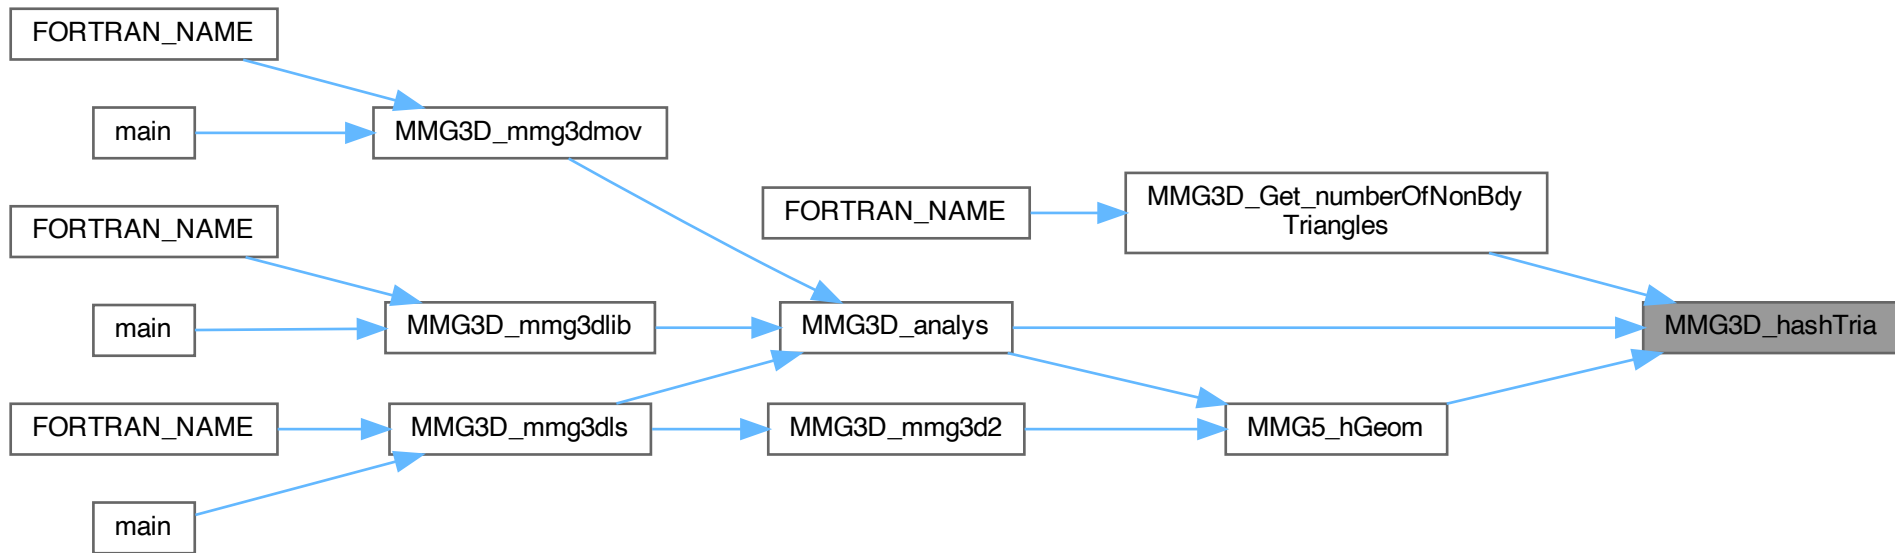 FORTRAN_NAME
main
MMG3D_mmg3dmov
MMG3D_Get_numberOfNonBdy
Triangles
FORTRAN_NAME
FORTRAN_NAME
main
MMG3D_mmg3dlib
MMG3D_analys
MMG3D_hashTria
FORTRAN_NAME
MMG3D_mmg3dls
MMG3D_mmg3d2
MMG5_hGeom
main